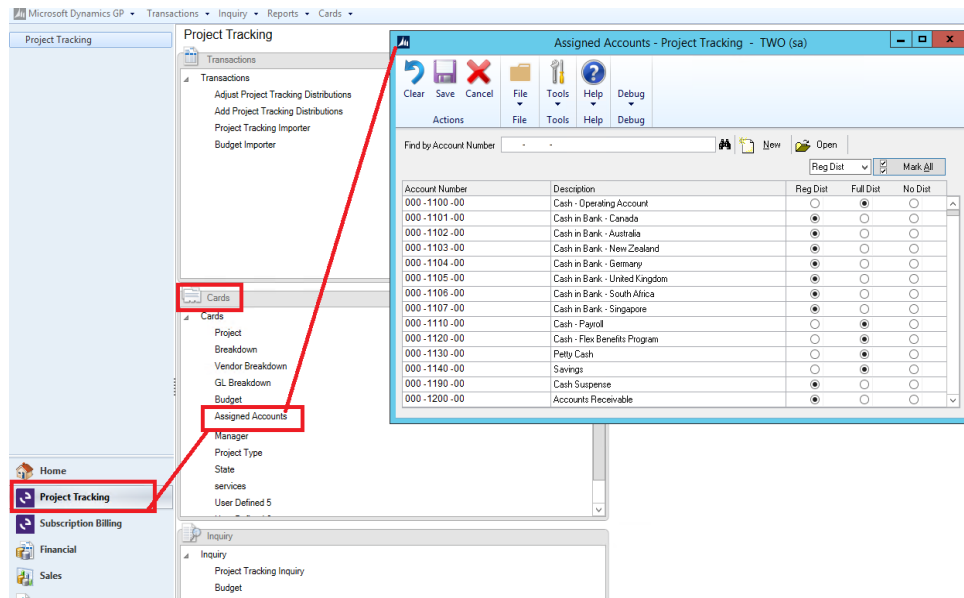 Microsoft Dynamics GP Transactions Inquiry Reports Cards
Project Tracking
Project Tracking
Transactions
Transactions
Adjust Project Tracking Distributions
Add Project Tracking Distributions
Project Tracking Importer
Budget Importer
Cards
Cards
Project
Breakdown
Vendor Breakdown
GL Breakdown
Budget
Assigned Accounts
Manager
Project Type
State
services
User Defined 5
Inquiry
Inquiry
Project Tracking Inquiry
Budget
Home
Project Tracking
Subscription Billing
Financial
Sales
Assigned Accounts - Project Tracking - TWO (sa)
Clear Save Cancel File Tools Help Debug
Actions File Tools Help Debug
Find by Account Number - - New Open
Reg Dist Mark All
Account Number Description Reg Dist Full Dist No Dist
000 -1100 -00 Cash - Operating Account
000 -1101 -00 Cash in Bank - Canada
000 -1102 -00 Cash in Bank - Australia
000 -1103 -00 Cash in Bank - New Zealand
000 -1104 -00 Cash in Bank - Germany
000 -1105 -00 Cash in Bank - United Kingdom
000 -1106 -00 Cash in Bank - South Africa
000 -1107 -00 Cash in Bank - Singapore
000 -1110 -00 Cash - Payroll
000 -1120 -00 Cash - Flex Benefits Program
000 -1130 -00 Petty Cash
000 -1140 -00 Savings
000 -1190 -00 Cash Suspense
000 -1200 -00 Accounts Receivable